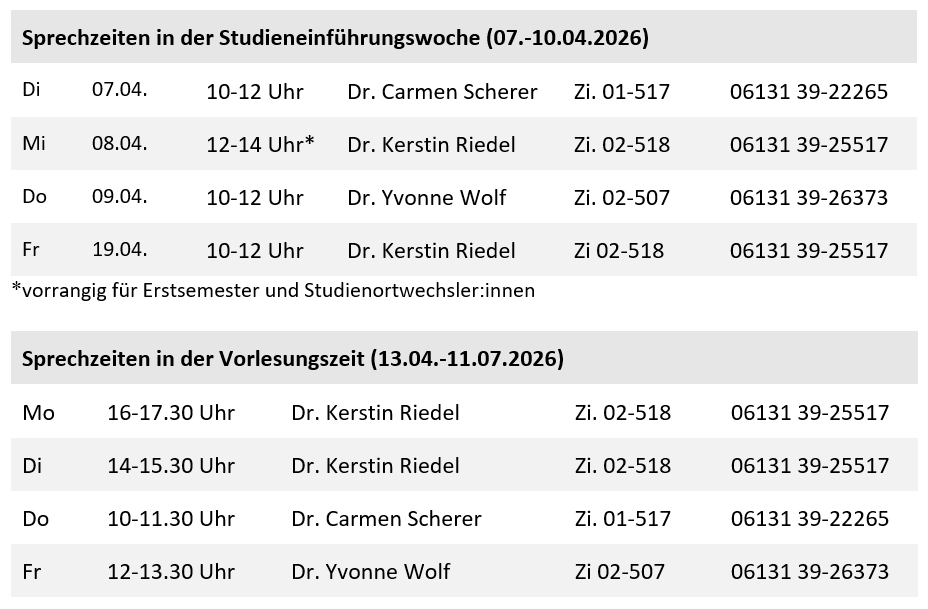 Sprechzeiten in der Studieneinführungswoche (07.-10.04.2026)
Di 07.04. 10-12 Uhr Dr. Carmen Scherer Zi. 01-517 06131 39-22265
Mi 08.04. 12-14 Uhr* Dr. Kerstin Riedel Zi. 02-518 06131 39-25517
Do 09.04. 10-12 Uhr Dr. Yvonne Wolf Zi. 02-507 06131 39-26373
Fr 19.04. 10-12 Uhr Dr. Kerstin Riedel Zi 02-518 06131 39-25517
*vorrangig für Erstsemester und Studienortwechsler:innen
Sprechzeiten in der Vorlesungszeit (13.04.-11.07.2026)
Mo 16-17.30 Uhr Dr. Kerstin Riedel Zi. 02-518 06131 39-25517
Di 14-15.30 Uhr Dr. Kerstin Riedel Zi. 02-518 06131 39-25517
Do 10-11.30 Uhr Dr. Carmen Scherer Zi. 01-517 06131 39-22265
Fr 12-13.30 Uhr Dr. Yvonne Wolf Zi 02-507 06131 39-26373